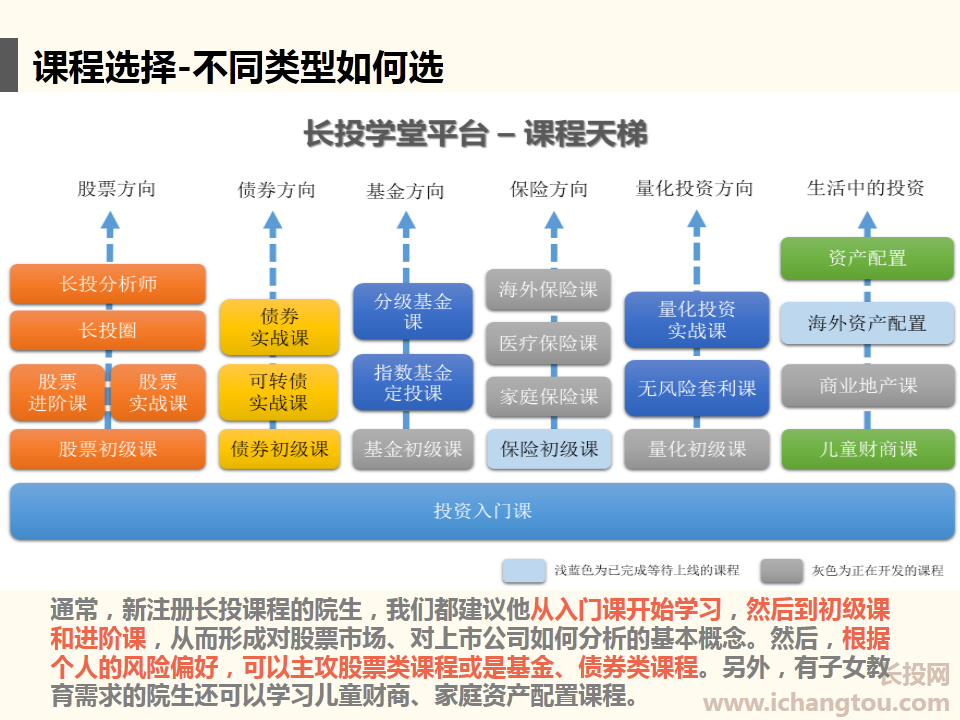 课程选择-不同类型如何选
长投学堂平台 – 课程天梯
股票方向
债券方向
基金方向
保险方向
量化投资方向
生活中的投资
长投分析师
长投圈
股票
进阶课
股票
实战课
股票初级课
债券
实战课
可转债
实战课
债券初级课
分级基金
课
指数基金
定投课
基金初级课
海外保险课
医疗保险课
家庭保险课
保险初级课
量化投资
实战课
无风险套利课
量化初级课
资产配置
海外资产配置
商业地产课
儿童财商课
投资入门课
浅蓝色为已完成等待上线的课程
灰色为正在开发的课程
通常，新注册长投课程的院生，我们都建议他从入门课开始学习，然后到初级课
和进阶课，从而形成对股票市场、对上市公司如何分析的基本概念。然后，根据
个人的风险偏好，可以主攻股票类课程或是基金、债券类课程。另外，有子女教
育需求的院生还可以学习儿童财商、家庭资产配置课程。
长投网
www.ichangtou.com